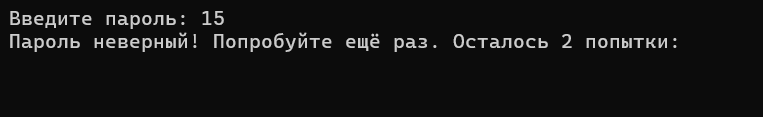 Введите пароль: 15
Пароль неверный! Попробуйте ещё раз. Осталось 2 попытки: